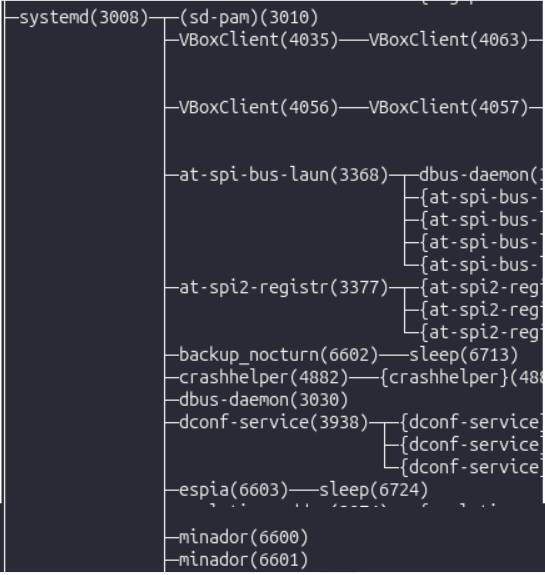 systemd(3008) (sd-pam)(3010)
VBoxClient(4035) VBoxClient(4063)
VBoxClient(4056) VBoxClient(4057)
at-spi-bus-laun(3368) dbus-daemon(
{at-spi-bus-
{at-spi-bus-
{at-spi-bus-
{at-spi-bus-
at-spi2-registr(3377) {at-spi2-reg
{at-spi2-reg
{at-spi2-reg
backup_nocturn(6602) sleep(6713)
crashhelper(4882) {crashhelper}(48
dbus-daemon(3030)
dconf-service(3938) {dconf-service
{dconf-service
{dconf-service
espia(6603) sleep(6724)
minador(6600)
minador(6601)